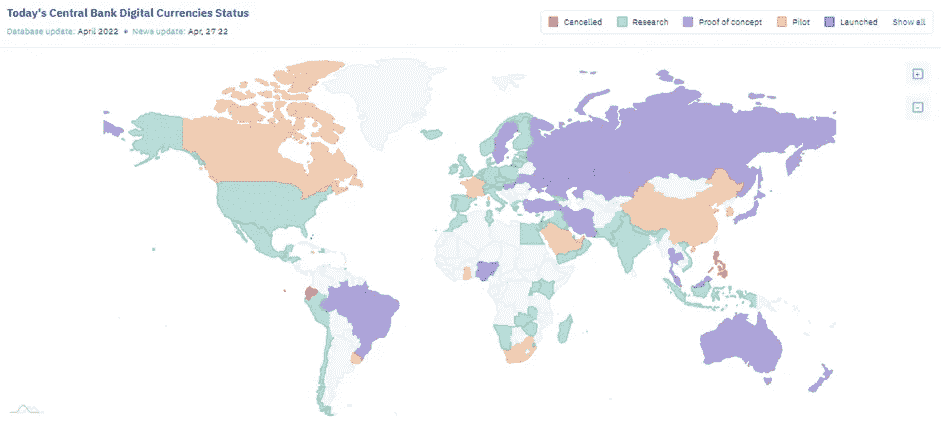 Today's Central Bank Digital Currencies Status
Database update: April 2022 • News update: Apr, 27 22
Cancelled Research Proof of concept Pilot Launched Show all